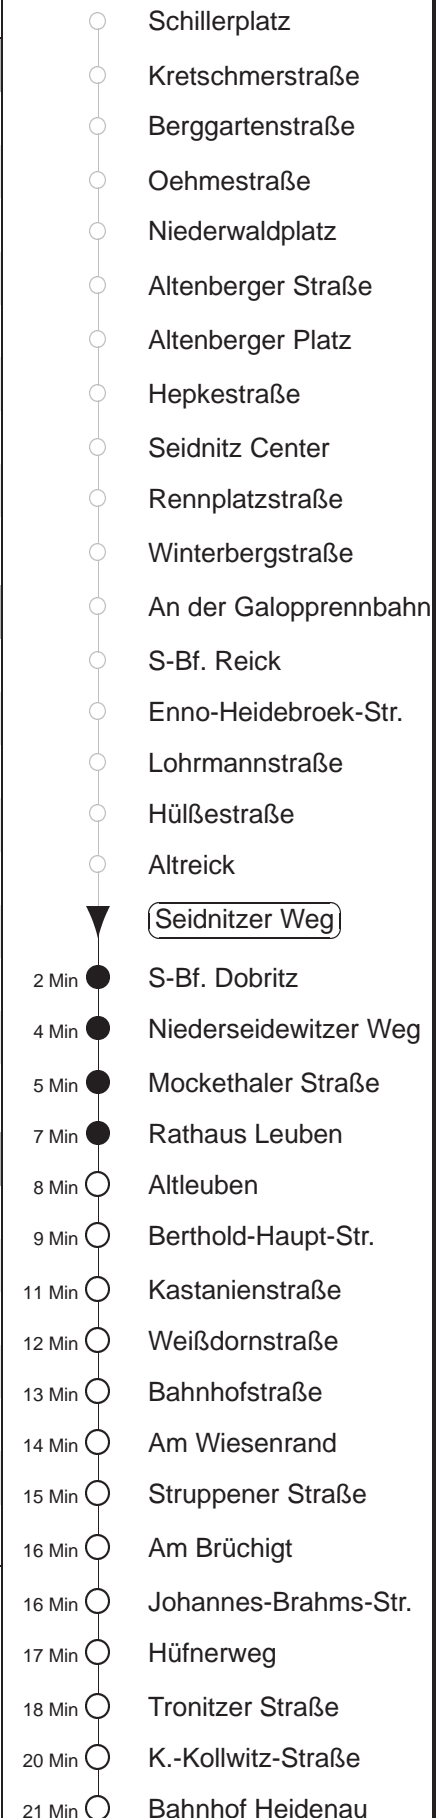 Schillerplatz
Kretschmerstraße
Berggartenstraße
Oehmestraße
Niederwaldplatz
Altenberger Straße
Altenberger Platz
Hepkestraße
Seidnitz Center
Rennplatzstraße
Winterbergstraße
An der Galopprennbahn
S-Bf. Reick
Enno-Heidebroek-Str.
Lohrmannstraße
Hülßestraße
Altreick
Seidnitzer Weg
2 Min S-Bf. Dobritz
4 Min Niederseidewitzer Weg
5 Min Mockethaler Straße
7 Min Rathaus Leuben
8 Min Altleuben
9 Min Berthold-Haupt-Str.
11 Min Kastanienstraße
12 Min Weißdornstraße
13 Min Bahnhofstraße
14 Min Am Wiesenrand
15 Min Struppener Straße
16 Min Am Brüchigt
16 Min Johannes-Brahms-Str.
17 Min Hüfnerweg
18 Min Tronitzer Straße
20 Min K.-Kollwitz-Straße
21 Min Bahnhof Heidenau